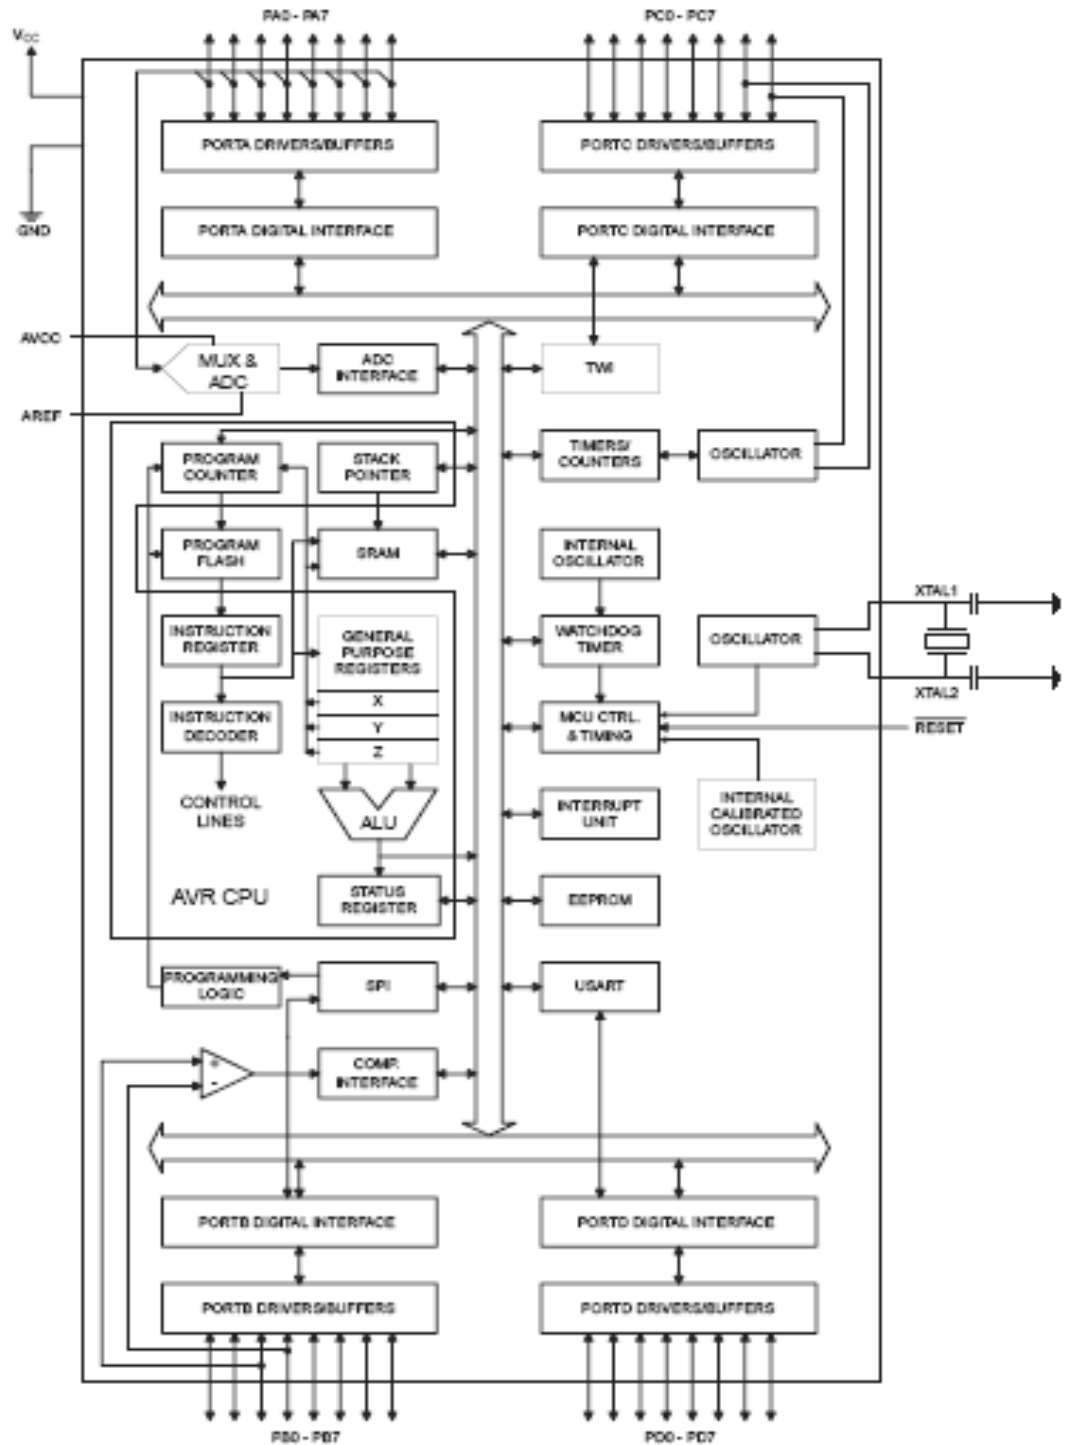 PA0 - PA7
PC0 - PC7
VCC
PORTA DRIVERS/BUFFERS
PORTC DRIVERS/BUFFERS
GND
PORTA DIGITAL INTERFACE
PORTC DIGITAL INTERFACE
AVCC
MUX &
ADC
ADC
INTERFACE
TWI
AREF
PROGRAM
COUNTER
STACK
POINTER
TIMERS/
COUNTERS
OSCILLATOR
PROGRAM
FLASH
SRAM
INTERNAL
OSCILLATOR
XTAL1
INSTRUCTION
REGISTER
GENERAL
PURPOSE
REGISTERS
WATCHDOG
TIMER
OSCILLATOR
XTAL2
X
INSTRUCTION
DECODER
Y
MCU CTRL.
& TIMING
RESET
Z
CONTROL
LINES
ALU
INTERRUPT
UNIT
INTERNAL
CALIBRATED
OSCILLATOR
AVR CPU
STATUS
REGISTER
EEPROM
PROGRAMMING
LOGIC
SPI
USART
+
-
COMP.
INTERFACE
PORTB DIGITAL INTERFACE
PORTD DIGITAL INTERFACE
PORTB DRIVERS/BUFFERS
PORTD DRIVERS/BUFFERS
PB0 - PB7
PD0 - PD7